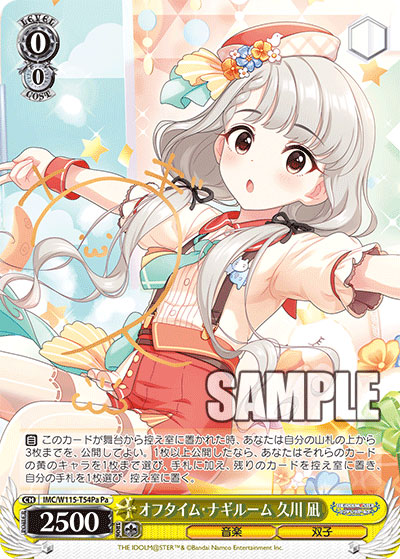 LEVEL
0
0
COST
SAMPLE
自 このカードが舞台から控え室に置かれた時、あなたは自分の山札の上から
3枚までを、公開してよい。1枚以上公開したなら、あなたはそれらのカード
の黄のキャラを1枚まで選び、手札に加え、残りのカードを控え室に置き、自
分の手札を1枚選び、控え室に置く。
CH IMC/W115-TS4Pa Pa
2500
オフタイム・ナギルーム 久川 凪
音楽
双子
THE IDOLM@STER™ & ©Bandai Namco Entertainment Inc.